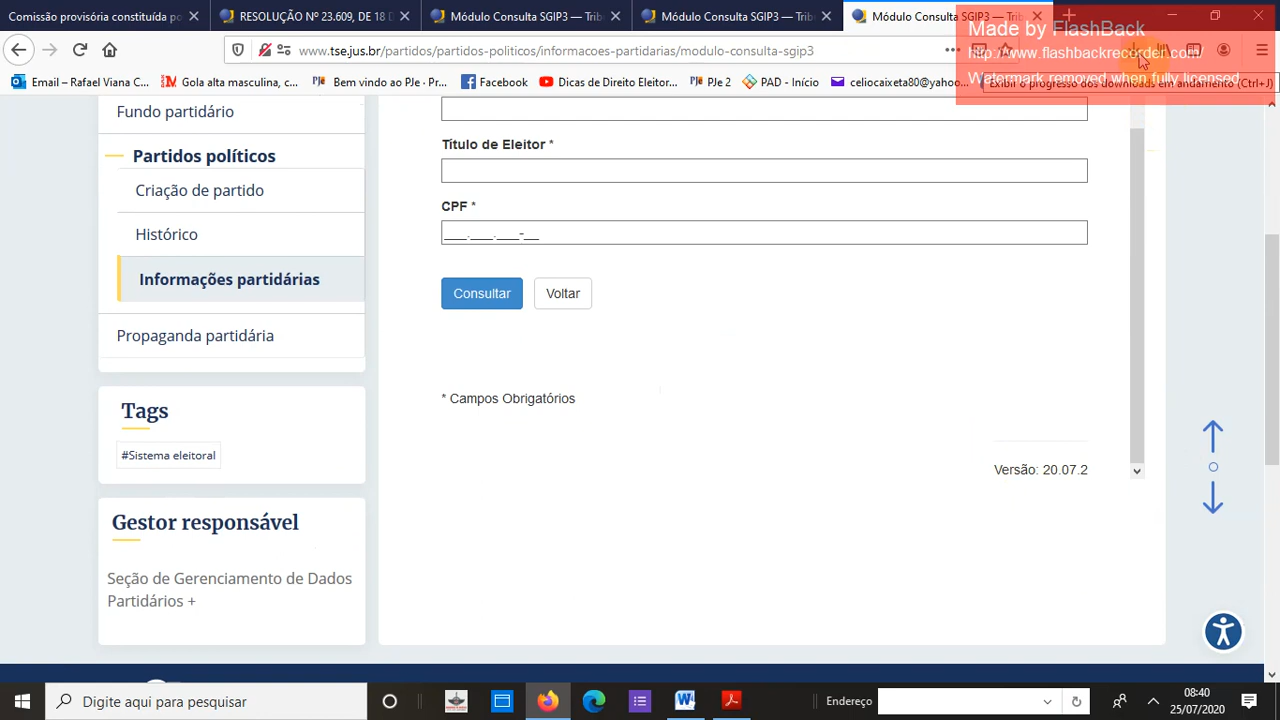 Comissão provisória constituída po
RESOLUÇÃO Nº 23.609, DE 18 D
Módulo Consulta SGIP3 — Trib
Módulo Consulta SGIP3 — Trib
Módulo Consulta SGIP3 — Trib
Made by FlashBack
www.tse.jus.br/partidos/partidos-politicos/informacoes-partidarias/modulo-consulta-sgip3
http://www.flashbackrecorder.com/
Watermark removed when fully licensed
Email – Rafael Viana C...
Gola alta masculina, c...
Bem vindo ao PJe · Pr...
Facebook
Dicas de Direito Eleitor...
PJe 2
PAD - Início
celiocaixeta80@yahoo...
Exibir o progresso dos downloads em andamento (Ctrl+J)
Fundo partidário
Partidos políticos
Criação de partido
Histórico
Informações partidárias
Propaganda partidária
Tags
#Sistema eleitoral
Gestor responsável
Seção de Gerenciamento de Dados
Partidários +
Título de Eleitor *
CPF *
___.___.___-__
Consultar
Voltar
* Campos Obrigatórios
Versão: 20.07.2
Digite aqui para pesquisar
Endereço
08:40
25/07/2020